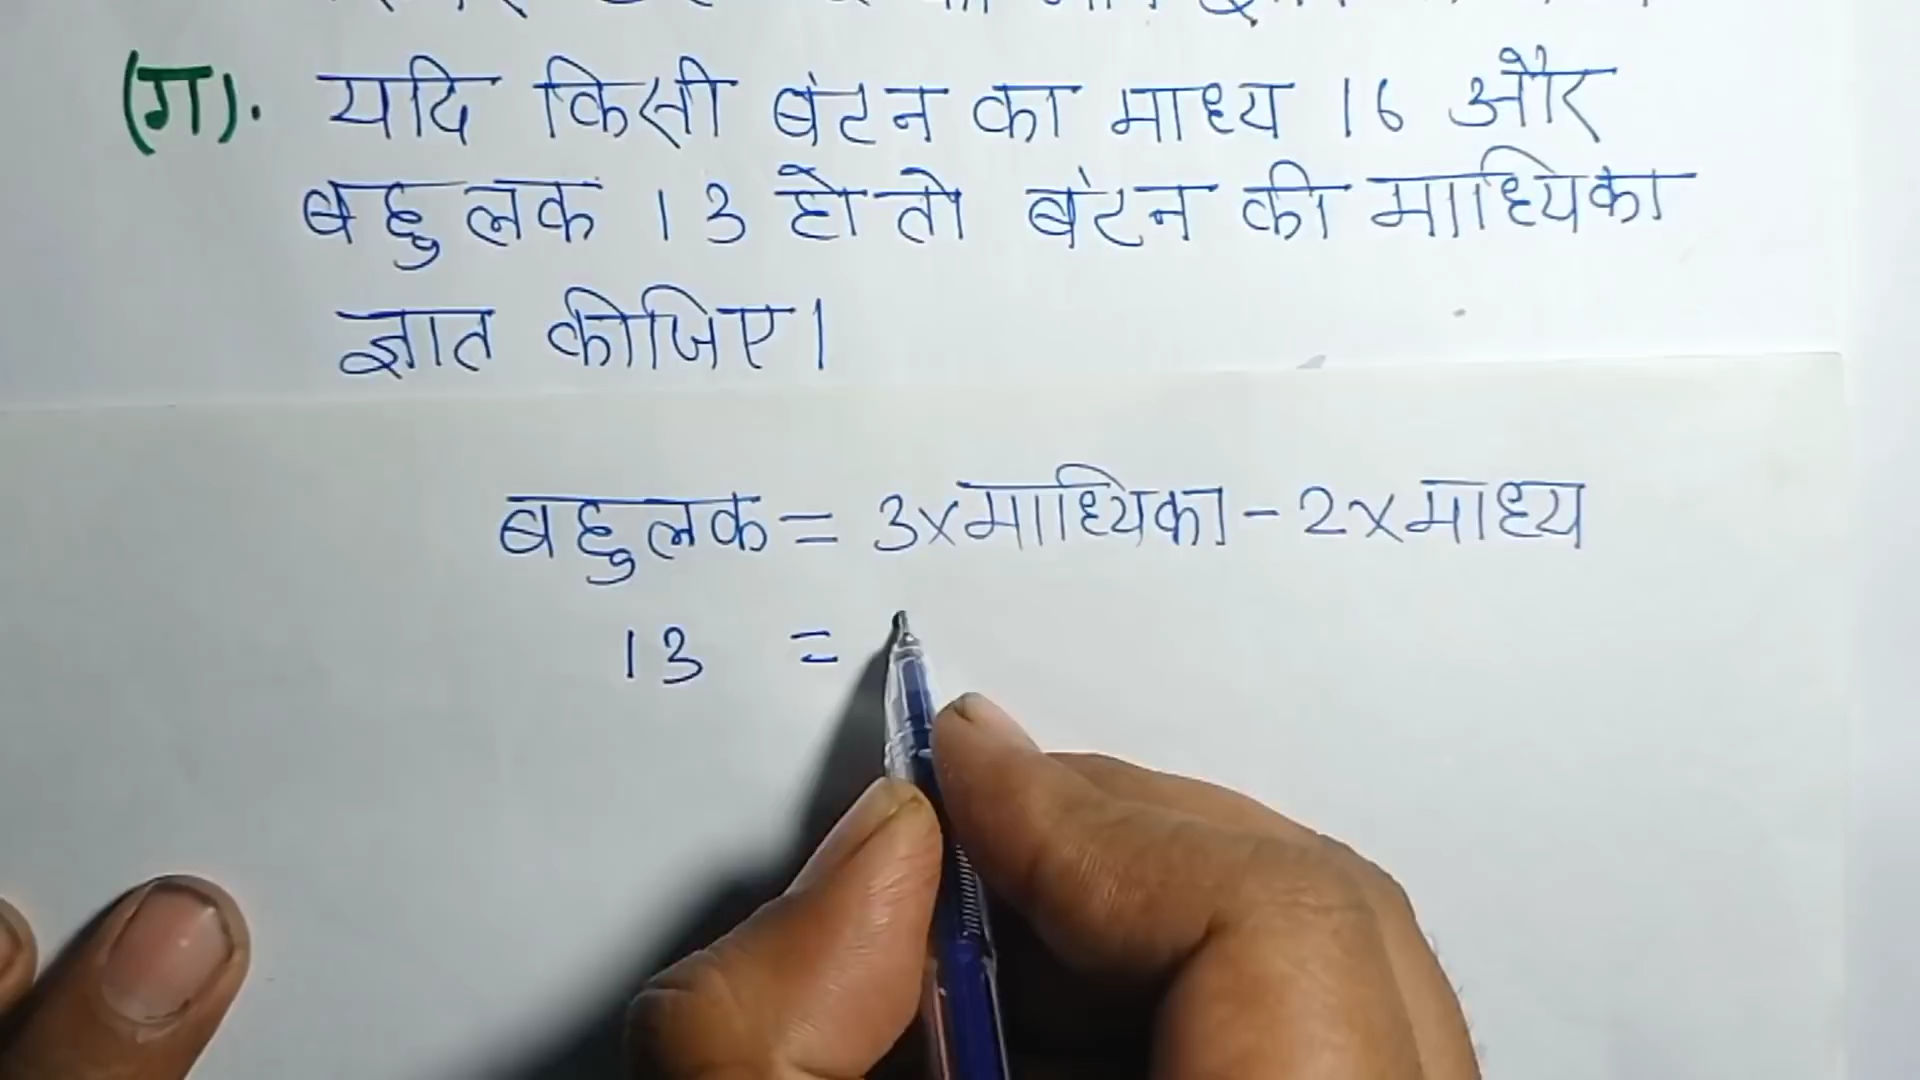 (ग). यदि किसी बंटन का माध्य 16 और
बहुलक 13 हो तो बंटन की माध्यिका
ज्ञात कीजिए।
बहुलक = 3×माध्यिका - 2×माध्य
13 =